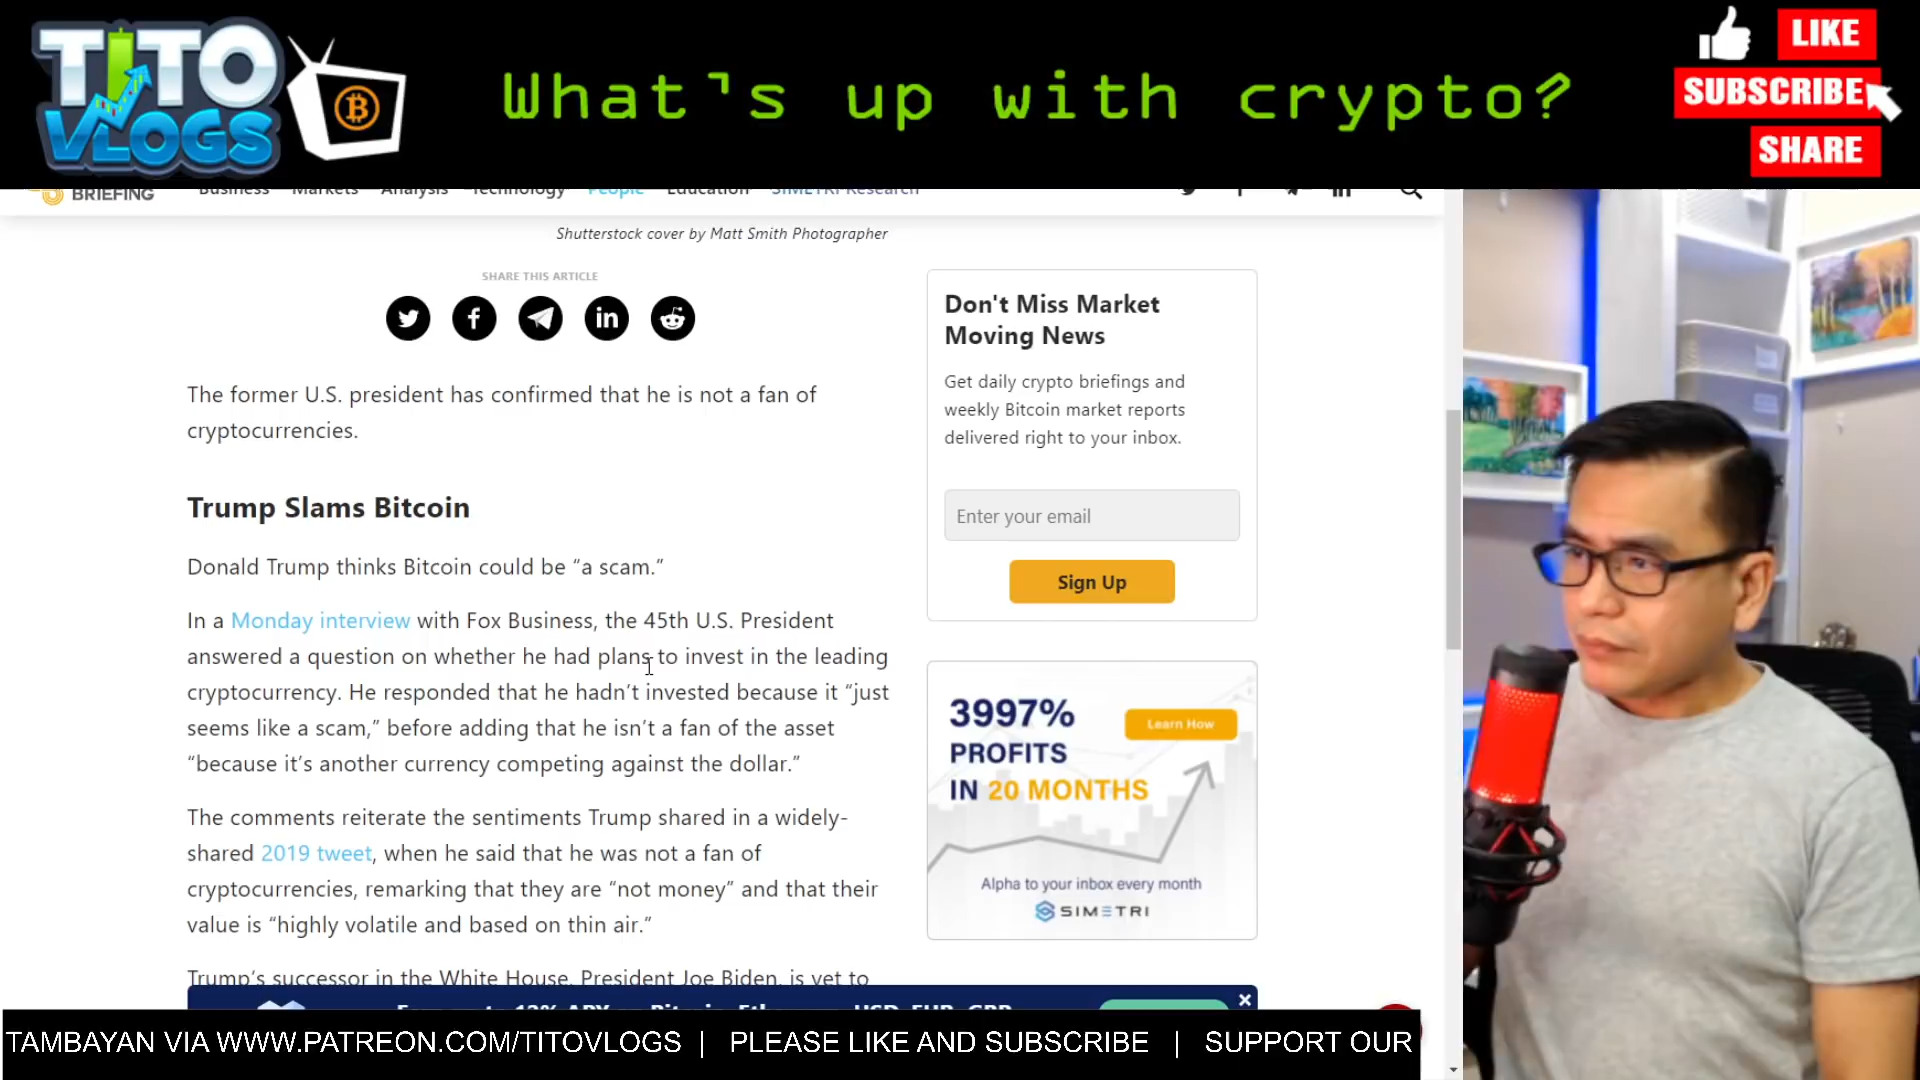 TITO
VLOGS
What's up with crypto?
LIKE
SUBSCRIBE
SHARE
BRIEFING Business Markets Analysis Technology People Education SIMETRI Research
Shutterstock cover by Matt Smith Photographer
SHARE THIS ARTICLE
The former U.S. president has confirmed that he is not a fan of
cryptocurrencies.
Trump Slams Bitcoin
Donald Trump thinks Bitcoin could be “a scam.”
In a Monday interview with Fox Business, the 45th U.S. President
answered a question on whether he had plans to invest in the leading
cryptocurrency. He responded that he hadn’t invested because it “just
seems like a scam,” before adding that he isn’t a fan of the asset
“because it’s another currency competing against the dollar.”
The comments reiterate the sentiments Trump shared in a widely-
shared 2019 tweet, when he said that he was not a fan of
cryptocurrencies, remarking that they are “not money” and that their
value is “highly volatile and based on thin air.”
Trump’s successor in the White House, President Joe Biden, is yet to
Don't Miss Market
Moving News
Get daily crypto briefings and
weekly Bitcoin market reports
delivered right to your inbox.
Enter your email
Sign Up
3997%
PROFITS
IN 20 MONTHS
Learn How
Alpha to your inbox every month
SIMETRI
TAMBAYAN VIA WWW.PATREON.COM/TITOVLOGS | PLEASE LIKE AND SUBSCRIBE | SUPPORT OUR